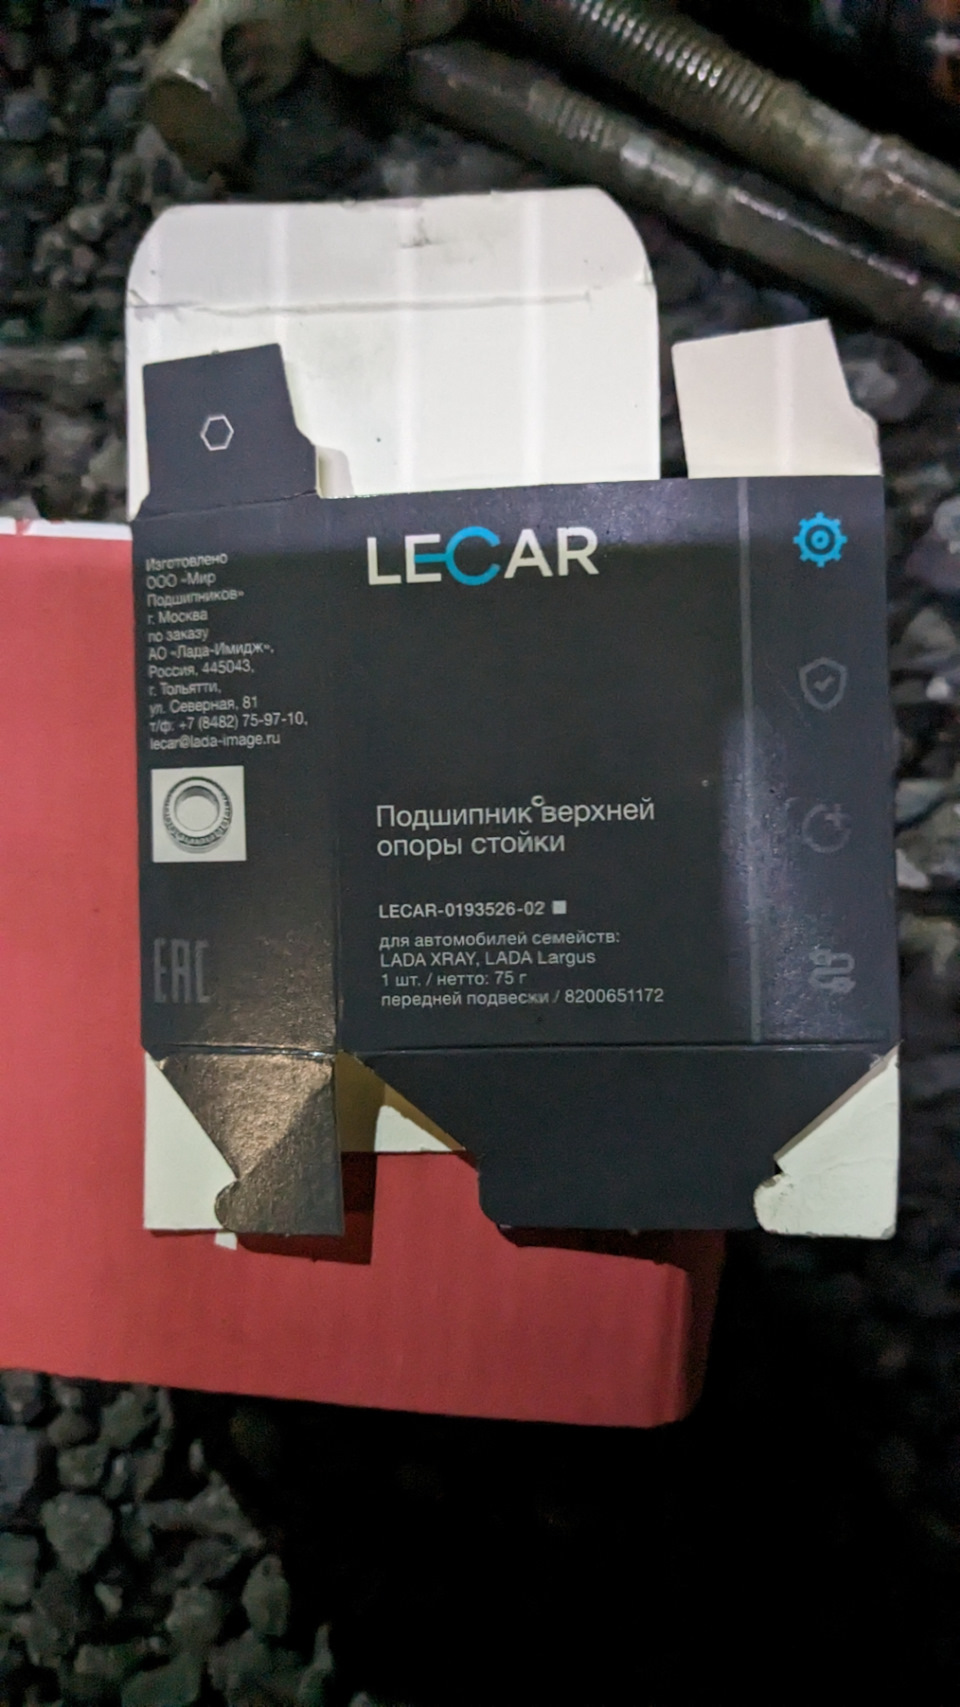 Изготовлено
ООО «Мир
Подшипников»
г. Москва
по заказу
АО «Лада-Имидж»,
Россия, 445043,
г. Тольятти,
ул. Северная, 81
т/ф: +7 (8482) 75-97-10,
lecar@lada-image.ru
EAC
LECAR
Подшипник верхней
опоры стойки
LECAR-0193526-02
для автомобилей семейств:
LADA XRAY, LADA Largus
1 шт. / нетто: 75 г
передней подвески / 8200651172